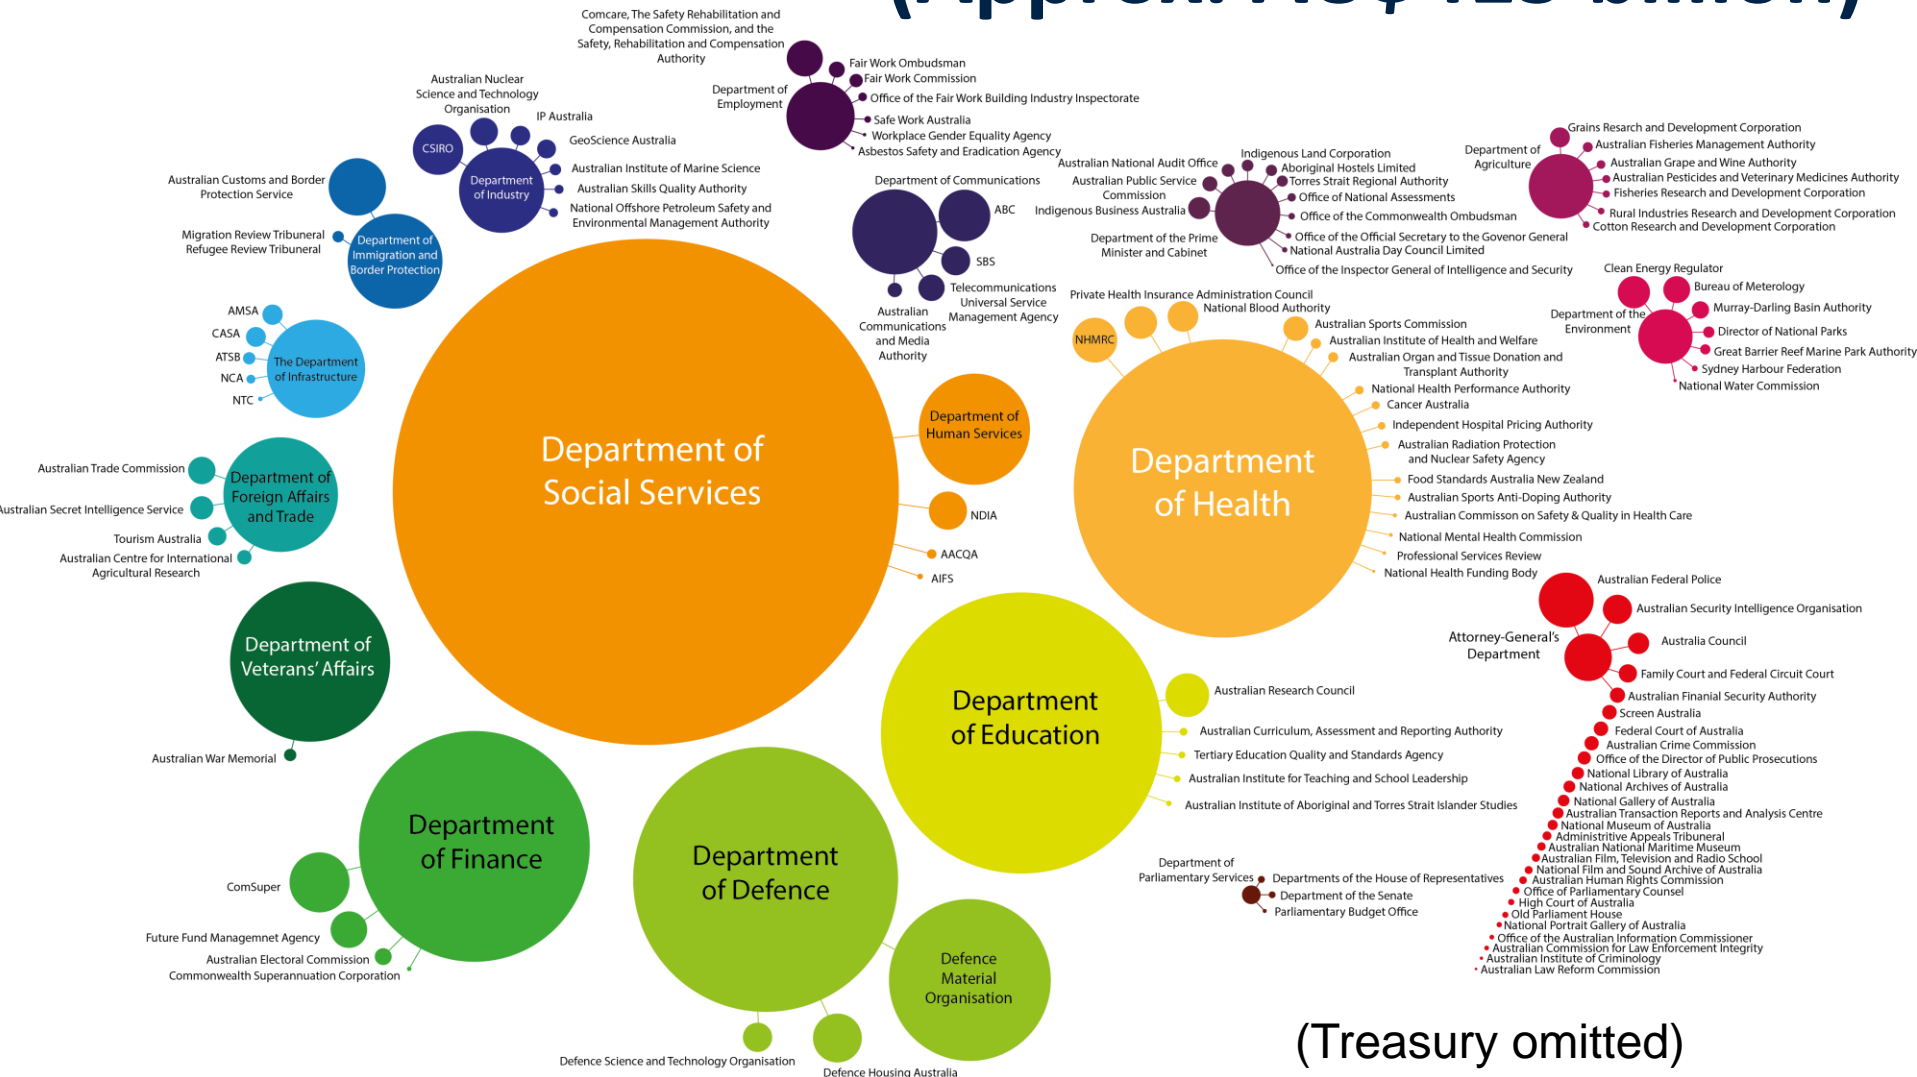 Comcare, The Safety Rehabilitation and
Compensation Commission, and the
Safety, Rehabilitation and Compensation
Authority
Fair Work Ombudsman
Fair Work Commission
Department of
Employment
Office of the Fair Work Building Industry Inspectorate
Safe Work Australia
Workplace Gender Equality Agency
Asbestos Safety and Eradication Agency
Australian Nuclear
Science and Technology
Organisation
IP Australia
GeoScience Australia
CSIRO
Department
of Industry
Australian Institute of Marine Science
Australian Skills Quality Authority
National Offshore Petroleum Safety and
Environmental Management Authority
Australian Customs and Border
Protection Service
Migration Review Tribuneral
Refugee Review Tribuneral
Department of
Immigration and
Border Protection
Department of Communications
ABC
SBS
Telecommunications
Universal Service
Management Agency
Australian
Communications
and Media
Authority
Australian National Audit Office
Australian Public Service
Commission
Indigenous Business Australia
Department of the Prime
Minister and Cabinet
Indigenous Land Corporation
Aboriginal Hostels Limited
Torres Strait Regional Authority
Office of National Assessments
Office of the Commonwealth Ombudsman
Office of the Official Secretary to the Govenor General
National Australia Day Council Limited
Office of the Inspector General of Intelligence and Security
Department of
Agriculture
Grains Resarch and Development Corporation
Australian Fisheries Management Authority
Australian Grape and Wine Authority
Australian Pesticides and Veterinary Medicines Authority
Fisheries Research and Development Corporation
Rural Industries Research and Development Corporation
Cotton Research and Development Corporation
Clean Energy Regulator
Bureau of Meterology
Murray-Darling Basin Authority
Department of the
Environment
Director of National Parks
Great Barrier Reef Marine Park Authority
Sydney Harbour Federation
National Water Commission
AMSA
CASA
ATSB
NCA
NTC
The Department
of Infrastructure
Department of
Social Services
Department of
Human Services
NDIA
AACQA
AIFS
Private Health Insurance Administration Council
National Blood Authority
NHMRC
Australian Sports Commission
Australian Institute of Health and Welfare
Australian Organ and Tissue Donation and
Transplant Authority
National Health Performance Authority
Cancer Australia
Independent Hospital Pricing Authority
Australian Radiation Protection
and Nuclear Safety Agency
Department
of Health
Food Standards Australia New Zealand
Australian Sports Anti-Doping Authority
Australian Commisson on Safety & Quality in Health Care
National Mental Health Commission
Professional Services Review
National Health Funding Body
Australian Trade Commission
Australian Secret Intelligence Service
Tourism Australia
Australian Centre for International
Agricultural Research
Department of
Foreign Affairs
and Trade
Department of
Veterans' Affairs
Australian War Memorial
Department
of Finance
ComSuper
Future Fund Managemnet Agency
Australian Electoral Commission
Commonwealth Superannuation Corporation
Department
of Defence
Defence
Material
Organisation
Defence Science and Technology Organisation
Defence Housing Australia
Department
of Education
Australian Research Council
Australian Curriculum, Assessment and Reporting Authority
Tertiary Education Quality and Standards Agency
Australian Institute for Teaching and School Leadership
Australian Institute of Aboriginal and Torres Strait Islander Studies
Department of
Parliamentary Services
Departments of the House of Representatives
Department of the Senate
Parliamentary Budget Office
Attorney-General's
Department
Australian Federal Police
Australian Security Intelligence Organisation
Australia Council
Family Court and Federal Circuit Court
Australian Finanial Security Authority
Screen Australia
Federal Court of Australia
Australian Crime Commission
Office of the Director of Public Prosecutions
National Library of Australia
National Archives of Australia
National Gallery of Australia
Australian Transaction Reports and Analysis Centre
National Museum of Australia
Administritive Appeals Tribuneral
Australian National Maritime Museum
Australian Film, Television and Radio School
National Film and Sound Archive of Australia
Australian Human Rights Commission
Office of Parliamentary Counsel
High Court of Australia
Old Parliament House
National Portrait Gallery of Australia
Office of the Australian Information Commissioner
Australian Commission for Law Enforcement Integrity
Australian Institute of Criminology
Australian Law Reform Commission
(Treasury omitted)